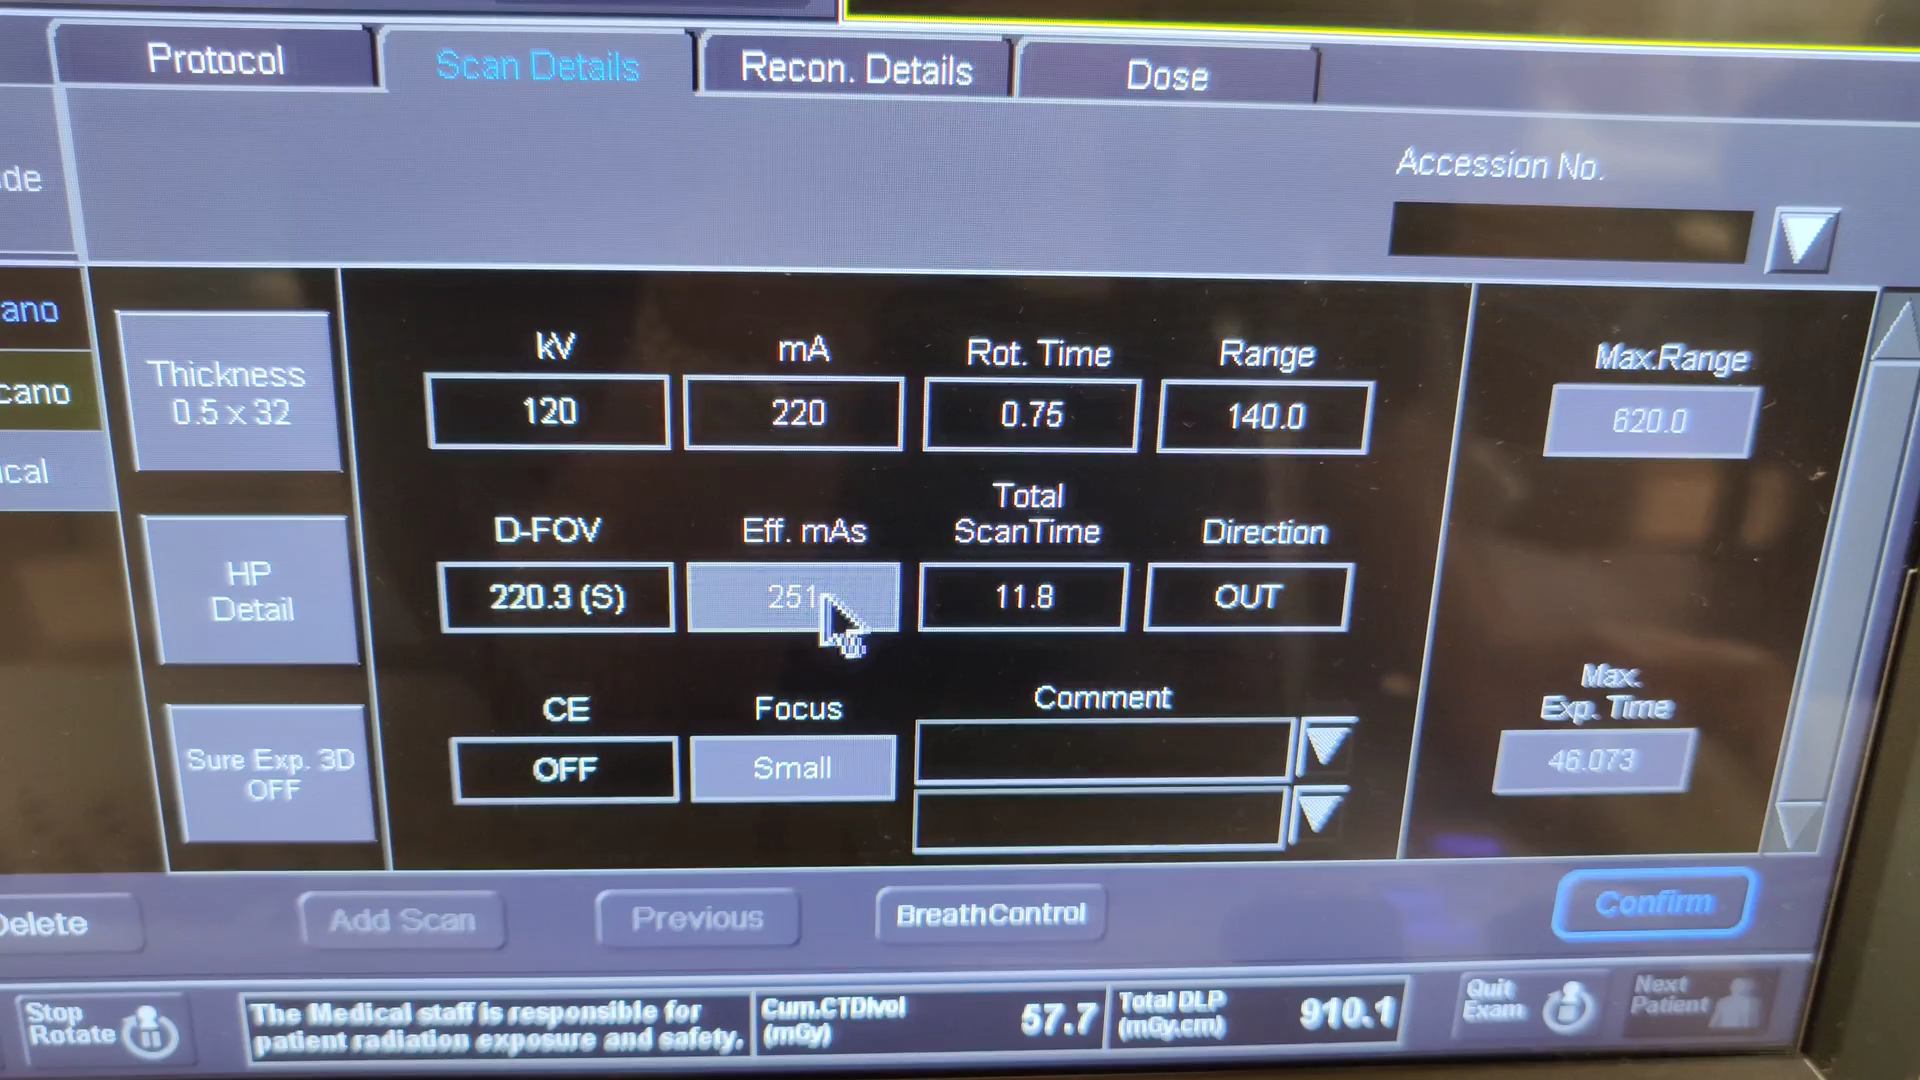 Protocol
Scan Details
Recon. Details
Dose
de
Accession No.
ano
cano
ical
Thickness
0.5 x 32
HP
Detail
Sure Exp. 3D
OFF
kV
mA
Rot. Time
Range
120
220
0.75
140.0
D-FOV
Eff. mAs
Total
ScanTime
Direction
220.3 (S)
251
11.8
OUT
CE
Focus
Comment
OFF
Small
Max.Range
620.0
Max.
Exp. Time
46.073
Delete
Add Scan
Previous
BreathControl
Confirm
Stop
Rotate
The Medical staff is responsible for
patient radiation exposure and safety.
Cum.CTDIvol
(mGy)
57.7
Total DLP
(mGy.cm)
910.1
Quit
Exam
Next
Patient